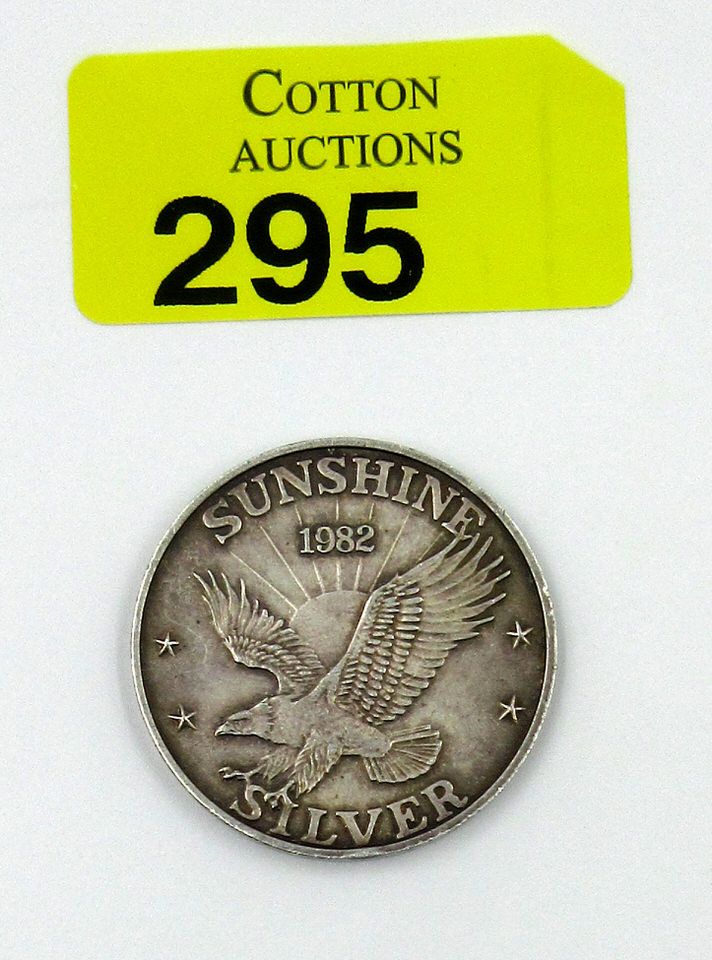 COTTON
AUCTIONS
295
SUNSHINE
1982
SILVER